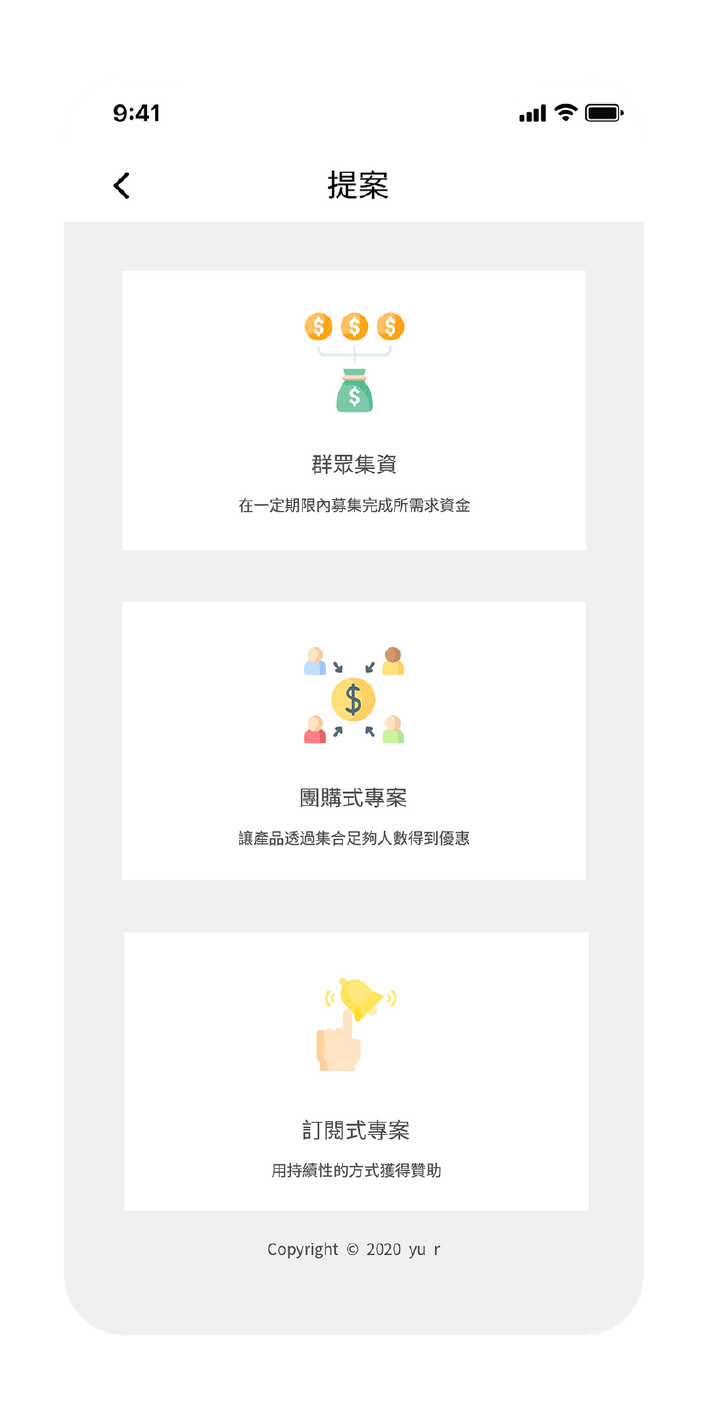 9:41
提案
群眾集資
在一定期限內募集完成所需求資金
團購式專案
讓產品透過集合足夠人數得到優惠
訂閱式專案
用持續性的方式獲得贊助
Copyright © 2020 yu r